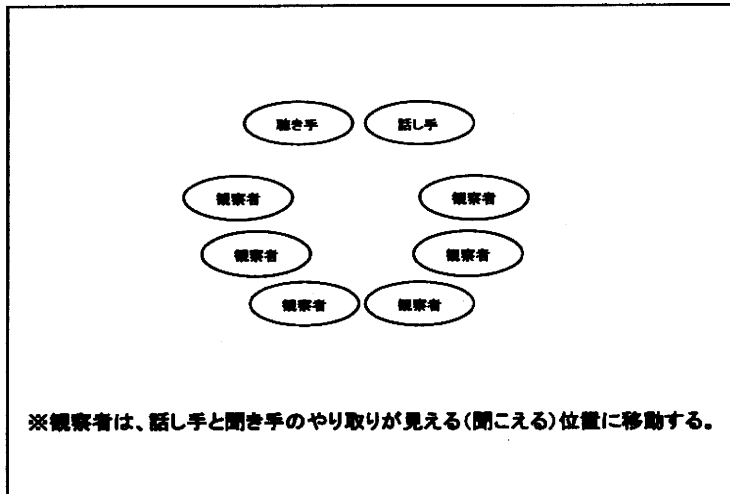 聴き手 話し手
観察者 観察者
観察者 観察者
観察者 観察者
※観察者は、話し手と聞き手のやり取りが見える(聞こえる)位置に移動する。